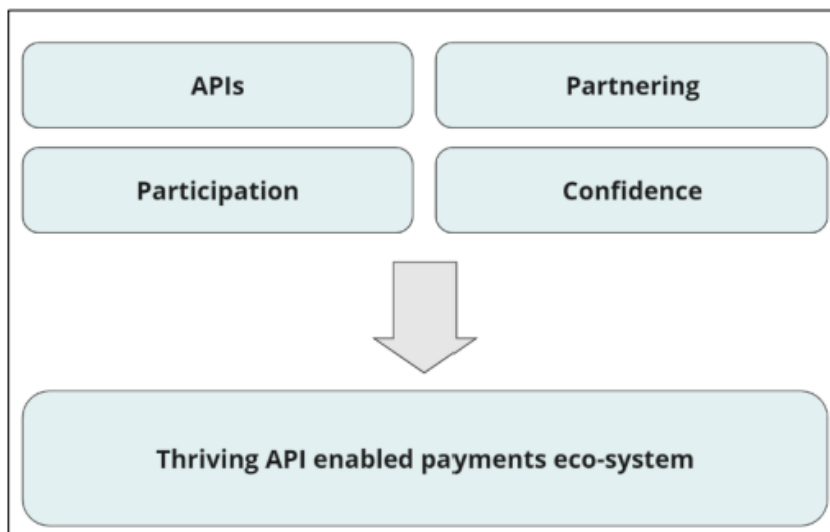 APIs
Partnering
Participation
Confidence
Thriving API enabled payments eco-system